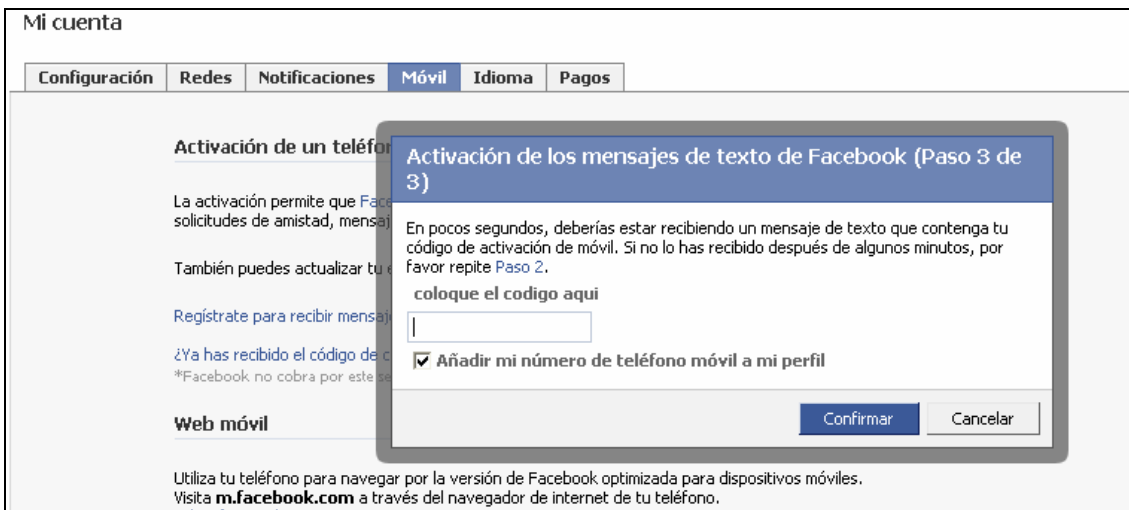 Mi cuenta
Configuración Redes Notificaciones Móvil Idioma Pagos
Activación de un
La activación permite que
solicitudes de amistad,
También puedes actualizar tu
Regístrate para recibir
¿Ya has recibido el código de
*Facebook no cobra por este
Activación de los mensajes de texto de Facebook (Paso 3 de
3)
En pocos segundos, deberías estar recibiendo un mensaje de texto que contenga tu
código de activación de móvil. Si no lo has recibido después de algunos minutos, por
favor repite Paso 2.
coloque el codigo aqui
Añadir mi número de teléfono móvil a mi perfil
Confirmar Cancelar
Web móvil
Utiliza tu teléfono para navegar por la versión de Facebook optimizada para dispositivos móviles.
Visita m.facebook.com a través del navegador de internet de tu teléfono.